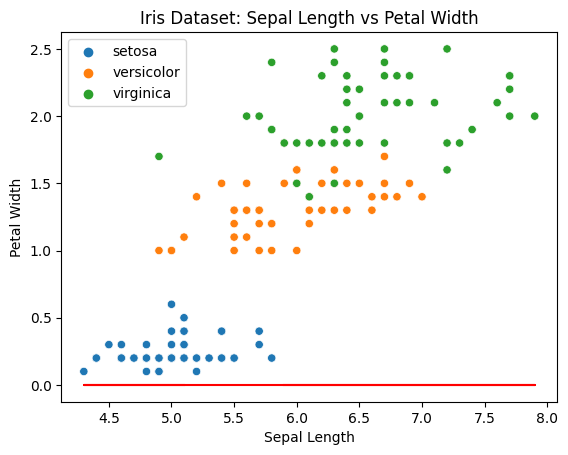 Iris Dataset: Sepal Length vs Petal Width
setosa
versicolor
virginica
2.5
2.0
1.5
1.0
0.5
0.0
Petal Width
4.5 5.0 5.5 6.0 6.5 7.0 7.5 8.0
Sepal Length